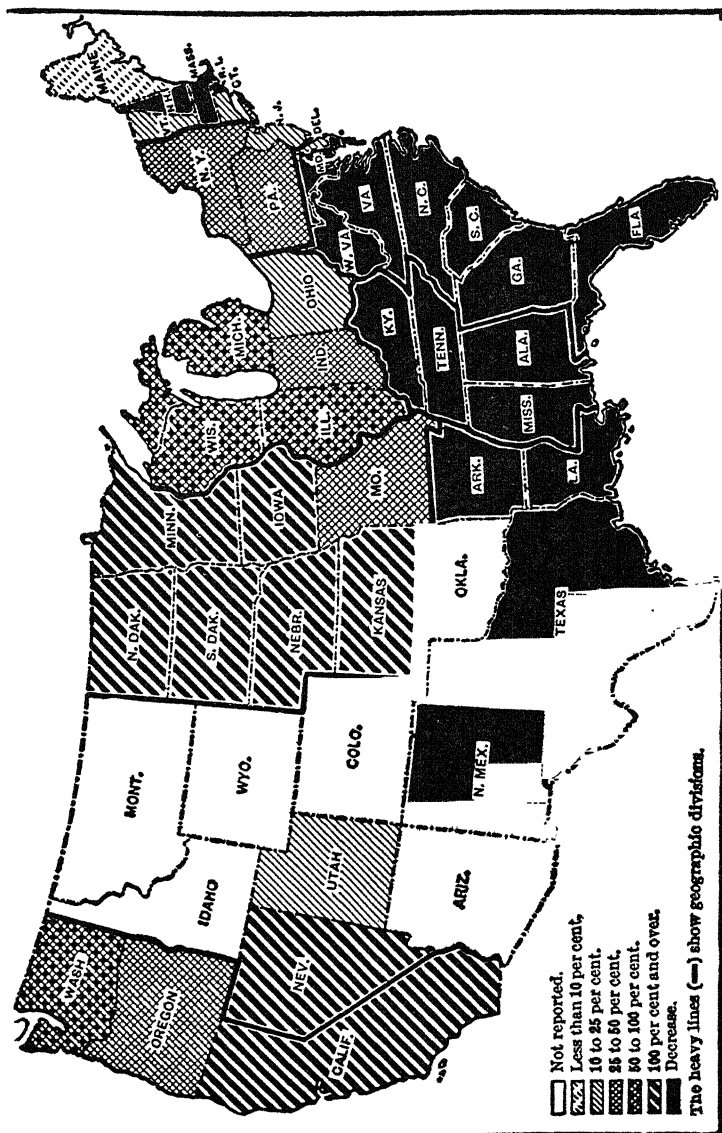 WASH.
OREGON
CALIF.
NEV.
IDAHO
MONT.
WYO.
UTAH
COLO.
ARIZ.
N. MEX.
N. DAK.
S. DAK.
NEBR.
KANSAS
OKLA.
TEXAS
MINN.
IOWA
MO.
ARK.
LA.
WIS.
ILL.
MICH.
IND.
OHIO
KY.
TENN.
MISS.
ALA.
GA.
FLA.
S. C.
N. C.
VA.
W. VA.
MD.
DEL.
PA.
N. J.
N. Y.
CT.
R. I.
MASS.
VT.
N.H.
MAINE
Not reported.
Less than 10 per cent.
10 to 25 per cent.
25 to 50 per cent.
50 to 100 per cent.
100 per cent and over.
Decrease.
The heavy lines (—) show geographic divisions.